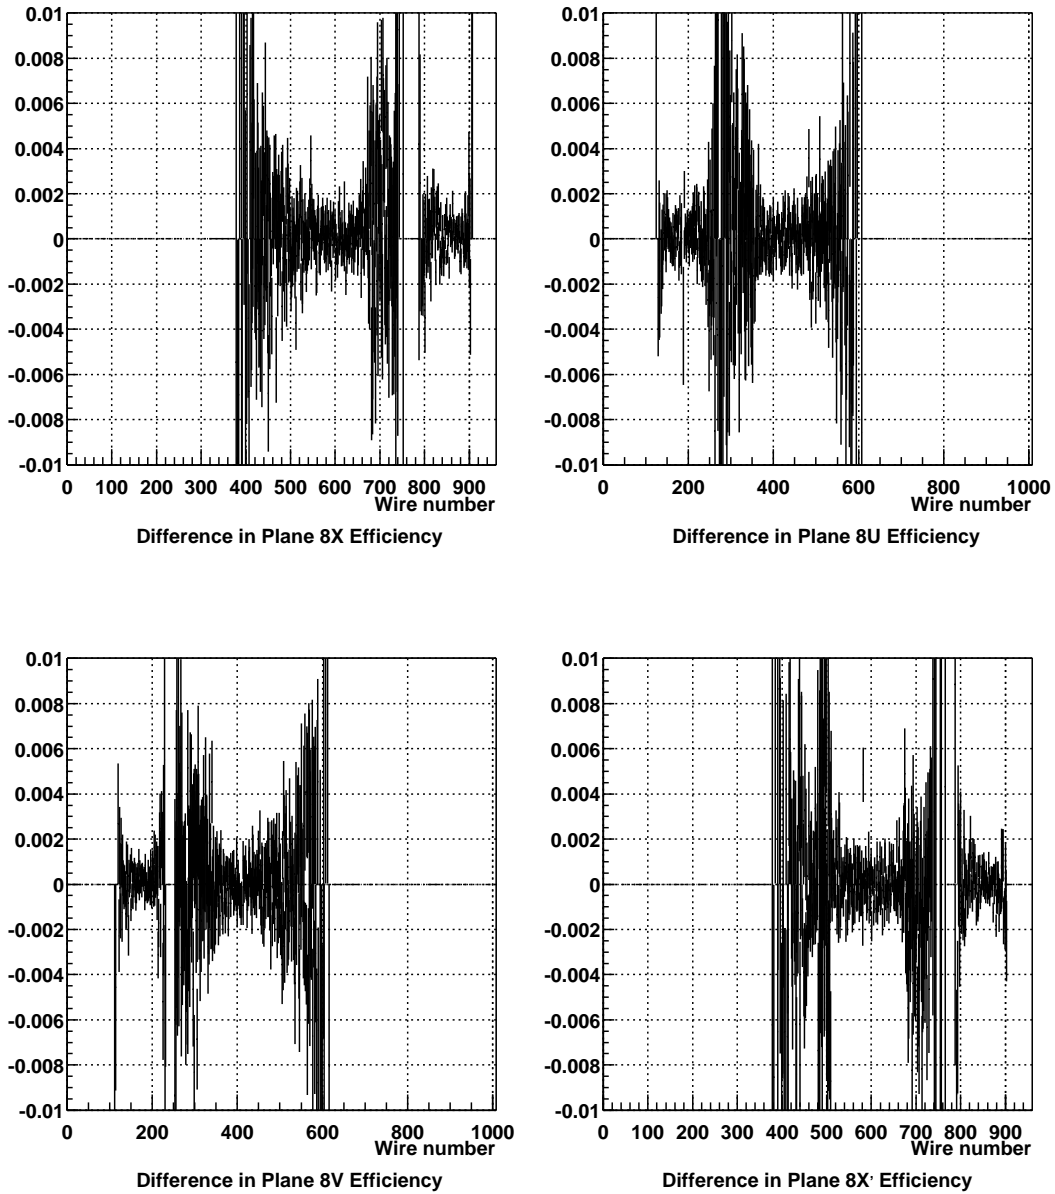 0.01 0.008 0.006 0.004 0.002 0 -0.002 -0.004 -0.006 -0.008 -0.01
0 100 200 300 400 500 600 700 800 900
Wire number
Difference in Plane 8X Efficiency
0.01 0.008 0.006 0.004 0.002 0 -0.002 -0.004 -0.006 -0.008 -0.01
0 200 400 600 800 1000
Wire number
Difference in Plane 8U Efficiency
0.01 0.008 0.006 0.004 0.002 0 -0.002 -0.004 -0.006 -0.008 -0.01
0 200 400 600 800 1000
Wire number
Difference in Plane 8V Efficiency
0.01 0.008 0.006 0.004 0.002 0 -0.002 -0.004 -0.006 -0.008 -0.01
0 100 200 300 400 500 600 700 800 900
Wire number
Difference in Plane 8X’ Efficiency